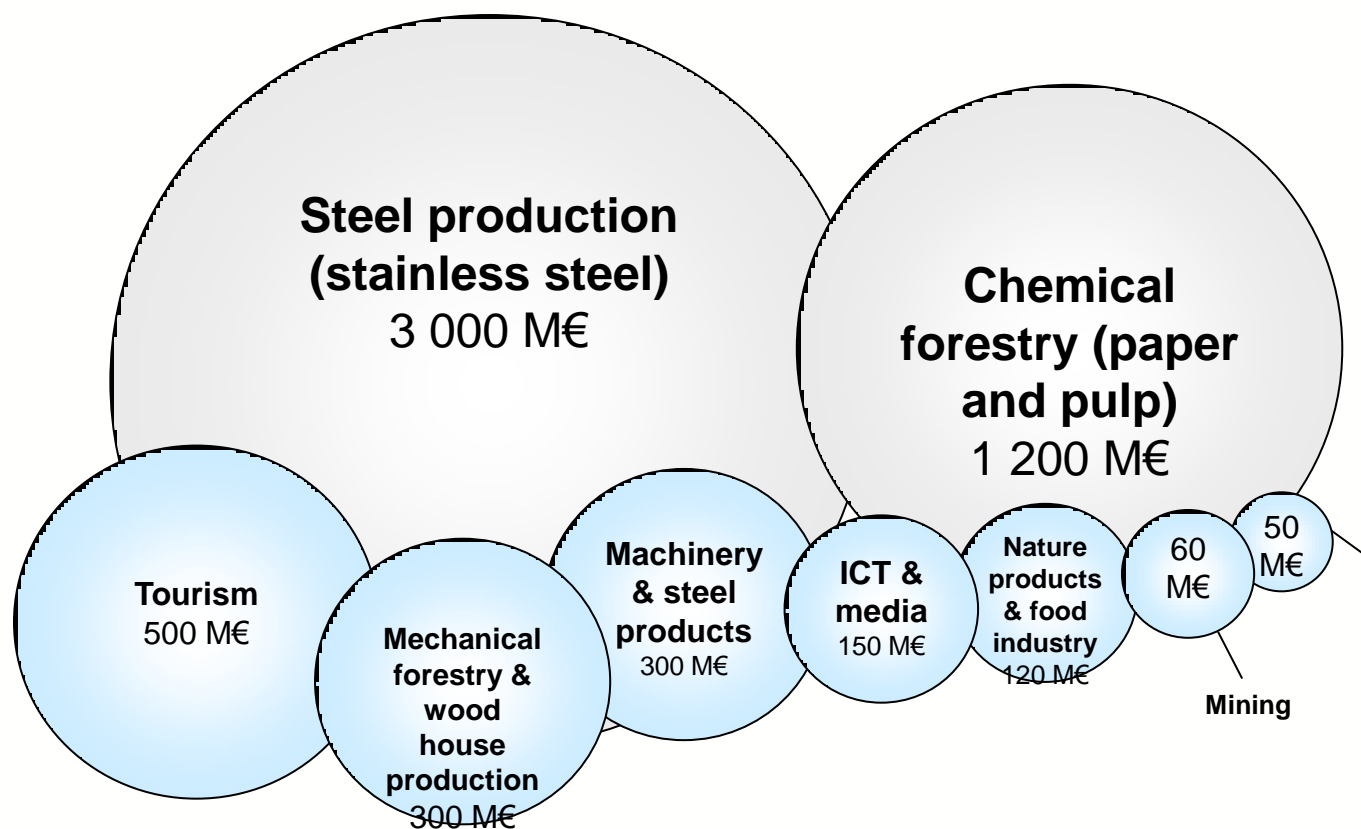 Steel production
(stainless steel)
3 000 M€
Chemical
forestry (paper
and pulp)
1 200 M€
Tourism
500 M€
Mechanical
forestry &
wood
house
production
300 M€
Machinery
& steel
products
300 M€
ICT &
media
150 M€
Nature
products
& food
industry
120 M€
60
M€
50
M€
Mining